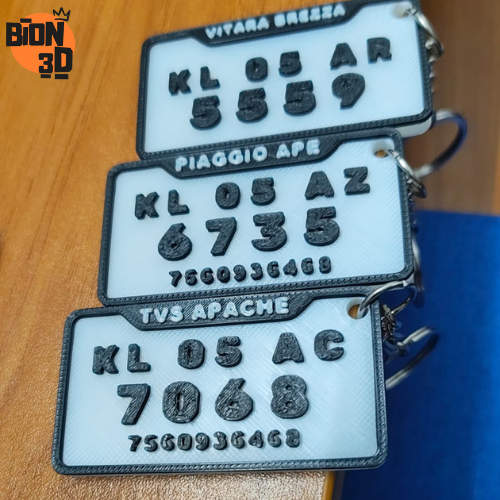 BION
3D
VITARA BREZZA
KL 05 AR
5559
PIAGGIO APE
KL 05 AZ
6735
7560936468
TVS APACHE
KL 05 AC
7068
7560936468